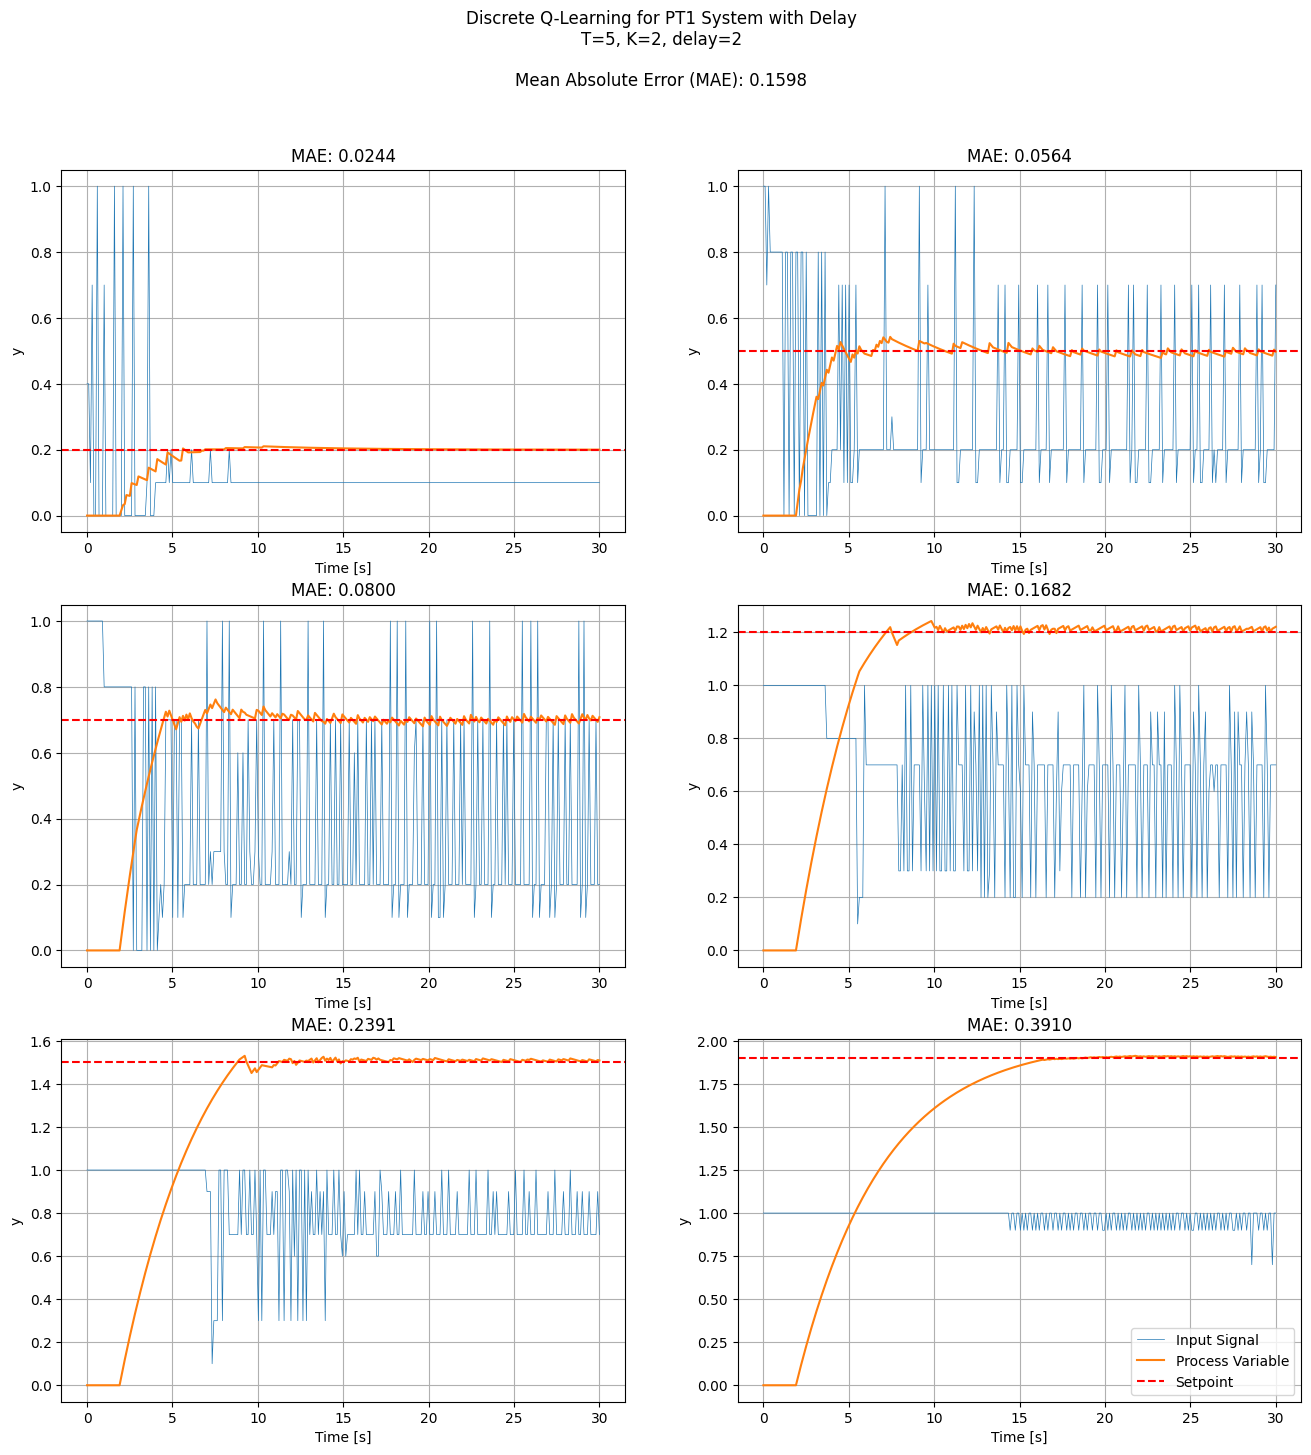 Discrete Q-Learning for PT1 System with Delay
T=5, K=2, delay=2
Mean Absolute Error (MAE): 0.1598
MAE: 0.0244
1.0
0.8
0.6
0.4
0.2
0.0
y
0 5 10 15 20 25 30
Time [s]
MAE: 0.0564
1.0
0.8
0.6
0.4
0.2
0.0
y
0 5 10 15 20 25 30
Time [s]
MAE: 0.0800
1.0
0.8
0.6
0.4
0.2
0.0
y
0 5 10 15 20 25 30
Time [s]
MAE: 0.1682
1.2
1.0
0.8
0.6
0.4
0.2
0.0
y
0 5 10 15 20 25 30
Time [s]
MAE: 0.2391
1.6
1.4
1.2
1.0
0.8
0.6
0.4
0.2
0.0
y
0 5 10 15 20 25 30
Time [s]
MAE: 0.3910
2.00
1.75
1.50
1.25
1.00
0.75
0.50
0.25
0.00
y
Input Signal
Process Variable
Setpoint
0 5 10 15 20 25 30
Time [s]